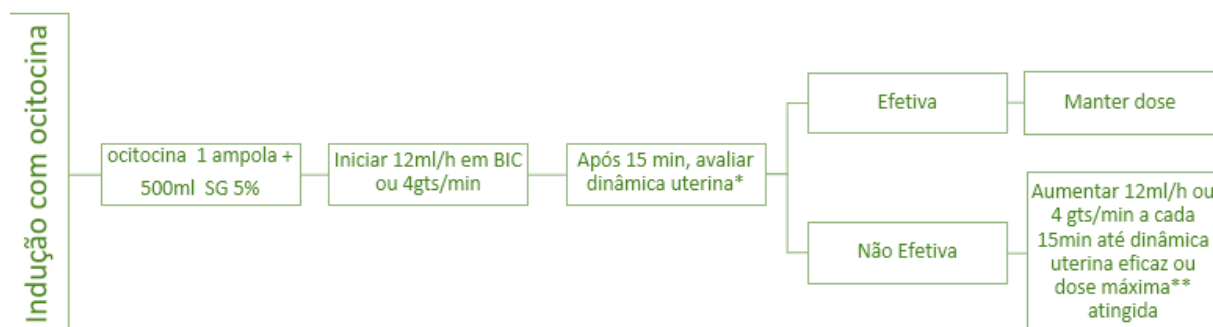 Indução com ocitocina
ocitocina 1 ampola +
500ml SG 5%
Iniciar 12ml/h em BIC
ou 4gts/min
Após 15 min, avaliar
dinâmica uterina*
Efetiva
Manter dose
Não Efetiva
Aumentar 12ml/h ou
4 gts/min a cada
15min até dinâmica
uterina eficaz ou
dose máxima**
atingida